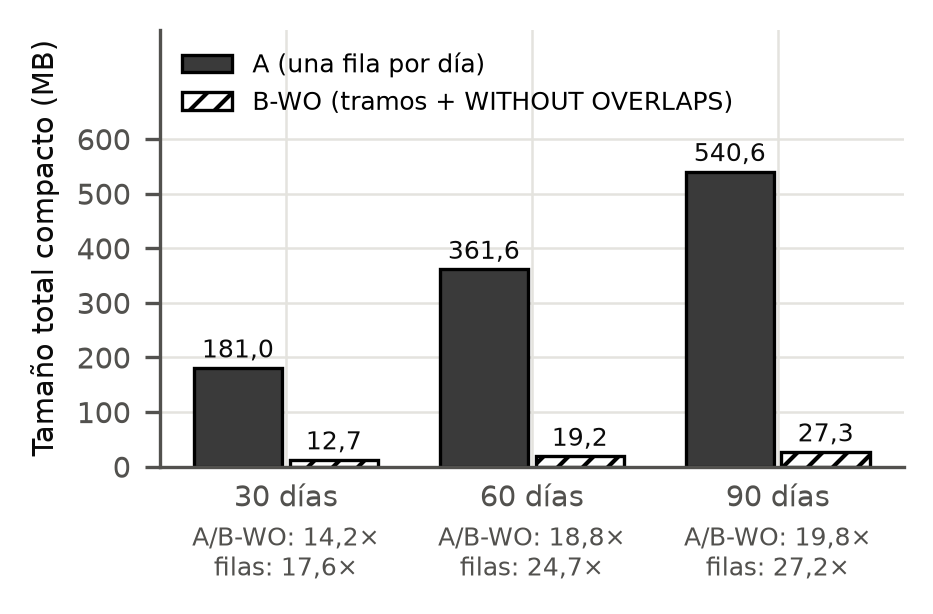 Tamaño total compacto (MB)
A (una fila por día)
B-WO (tramos + WITHOUT OVERLAPS)
600
500
400
300
200
100
0
181,0
12,7
361,6
19,2
540,6
27,3
30 días
60 días
90 días
A/B-WO: 14,2×
filas: 17,6×
A/B-WO: 18,8×
filas: 24,7×
A/B-WO: 19,8×
filas: 27,2×